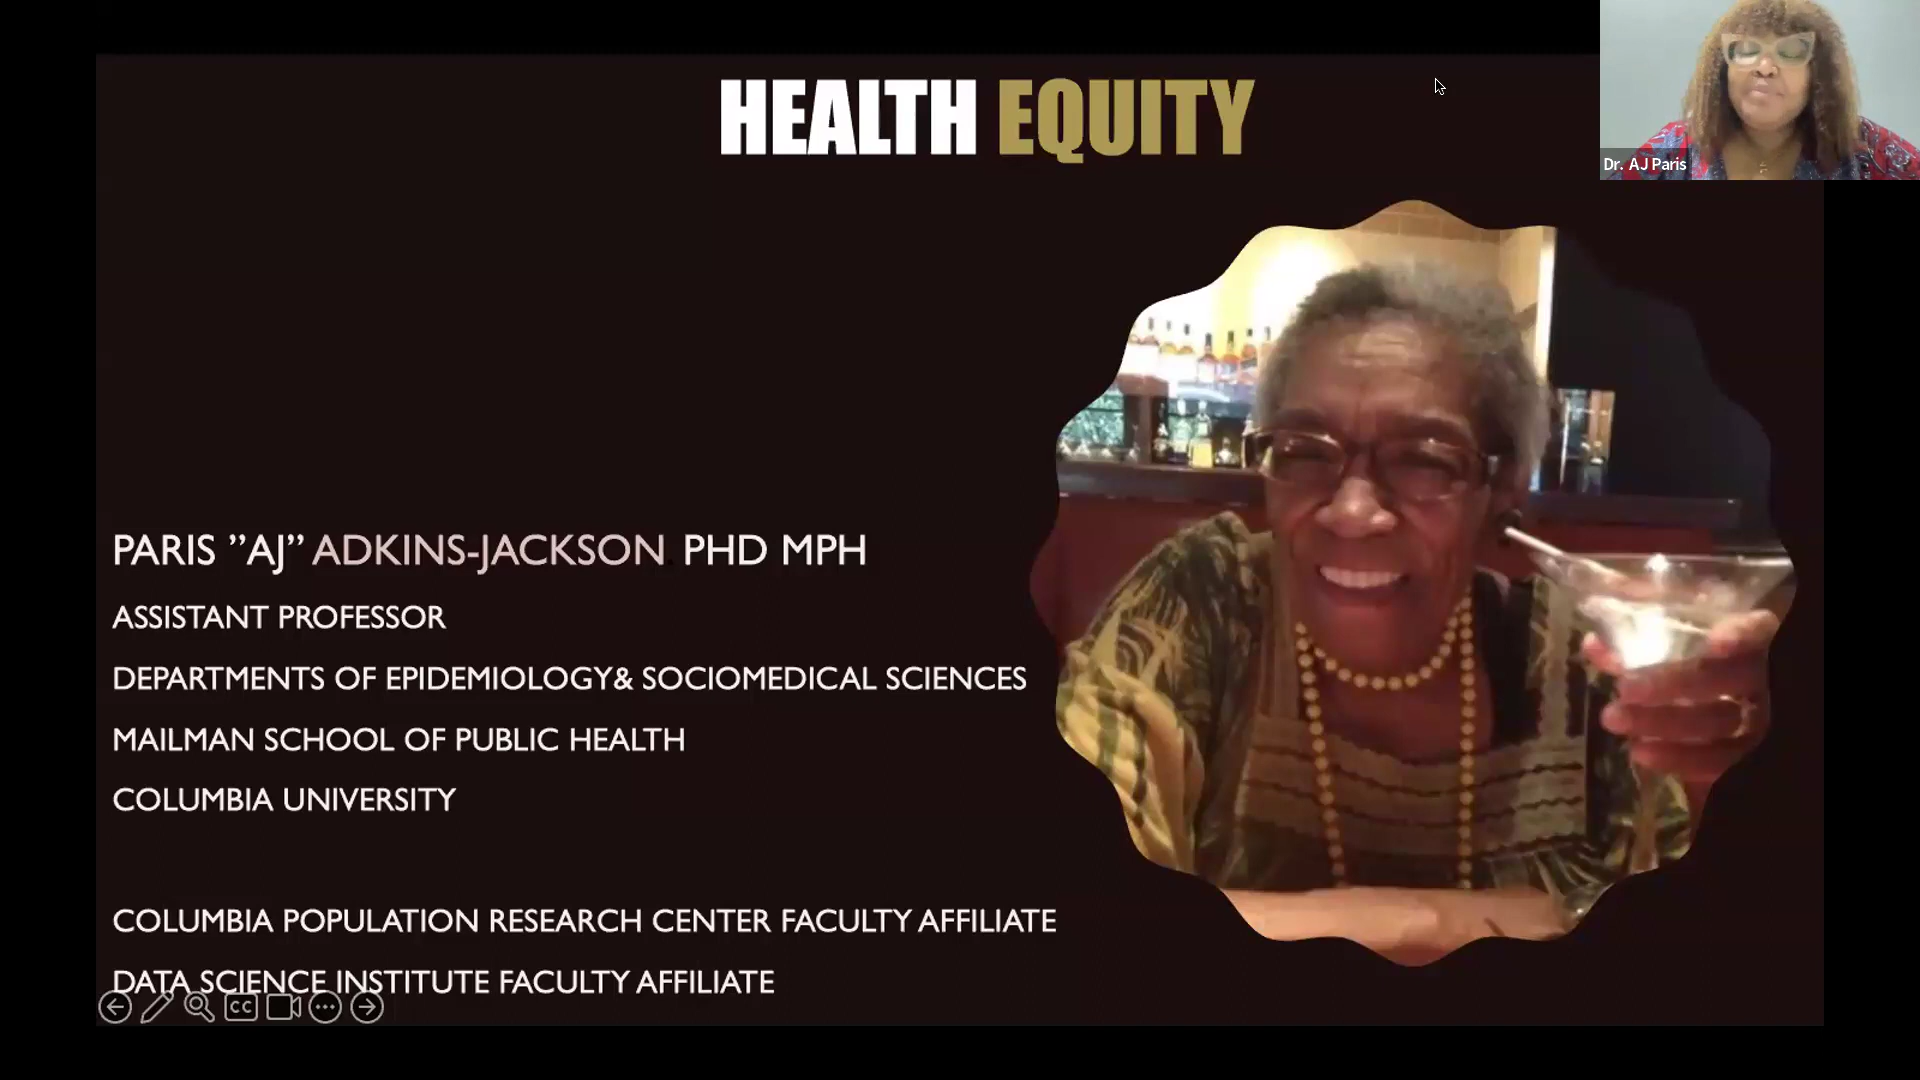 HEALTH EQUITY
Dr. AJ Paris
PARIS ”AJ” ADKINS-JACKSON PHD MPH
ASSISTANT PROFESSOR
DEPARTMENTS OF EPIDEMIOLOGY& SOCIOMEDICAL SCIENCES
MAILMAN SCHOOL OF PUBLIC HEALTH
COLUMBIA UNIVERSITY
COLUMBIA POPULATION RESEARCH CENTER FACULTY AFFILIATE
DATA SCIENCE INSTITUTE FACULTY AFFILIATE
CC